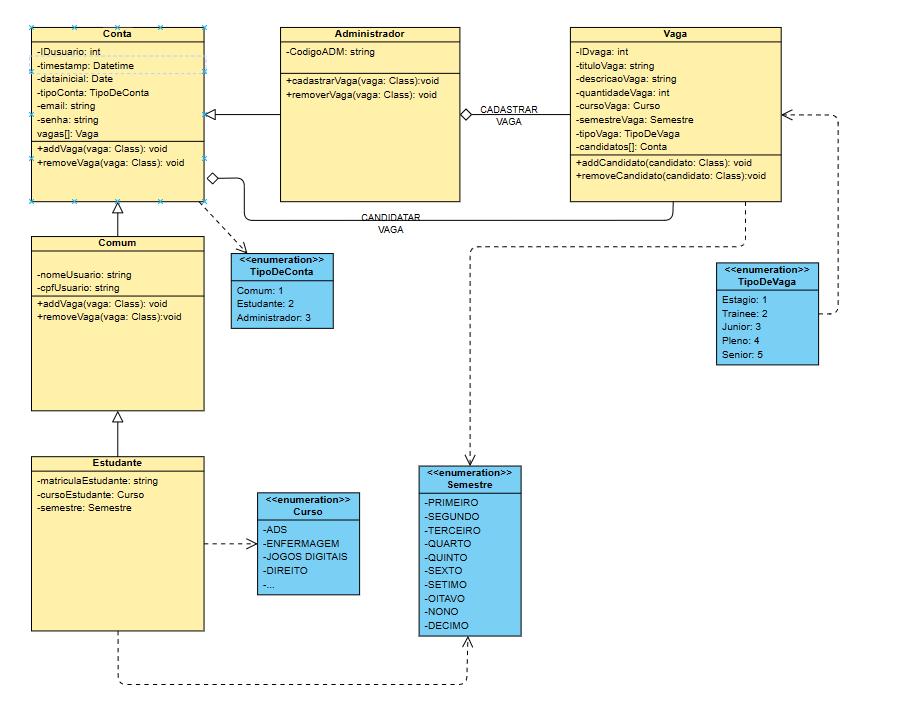 Conta
-IDusuario: int
-timestamp: Datetime
-datainicial: Date
-tipoConta: TipoDeConta
-email: string
-senha: string
vagas[]: Vaga
+addVaga(vaga: Class): void
+removeVaga(vaga: Class): void
Administrador
-CodigoADM: string
+cadastrarVaga(vaga: Class):void
+removerVaga(vaga: Class): void
CADASTRAR
VAGA
Vaga
-IDvaga: int
-tituloVaga: string
-descricaoVaga: string
-quantidadeVaga: int
-cursoVaga: Curso
-semestreVaga: Semestre
-tipoVaga: TipoDeVaga
-candidatos[]: Conta
+addCandidato(candidato: Class): void
+removeCandidato(candidato: Class):void
CANDIDATAR
VAGA
Comum
-nomeUsuario: string
-cpfUsuario: string
+addVaga(vaga: Class): void
+removeVaga(vaga: Class):void
<<enumeration>>
TipoDeConta
Comum: 1
Estudante: 2
Administrador: 3
<<enumeration>>
TipoDeVaga
Estagio: 1
Trainee: 2
Junior: 3
Pleno: 4
Senior: 5
Estudante
-matriculaEstudante: string
-cursoEstudante: Curso
-semestre: Semestre
<<enumeration>>
Curso
-ADS
-ENFERMAGEM
-JOGOS DIGITAIS
-DIREITO
-...
<<enumeration>>
Semestre
-PRIMEIRO
-SEGUNDO
-TERCEIRO
-QUARTO
-QUINTO
-SEXTO
-SETIMO
-OITAVO
-NONO
-DECIMO